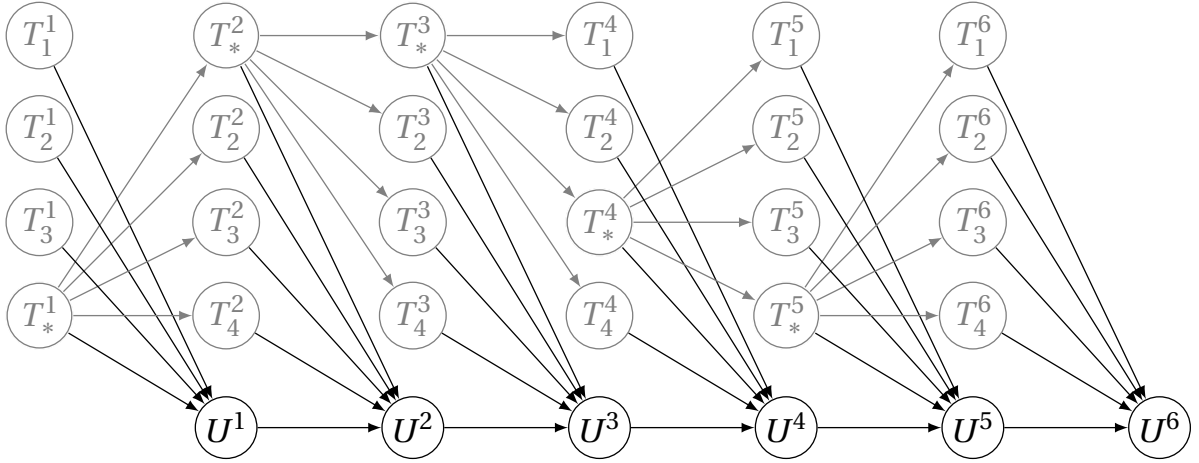 T_1^1 T_*^2 T_*^3 T_1^4 T_1^5 T_1^6
T_2^1 T_2^2 T_2^3 T_2^4 T_2^5 T_2^6
T_3^1 T_3^2 T_3^3 T_*^4 T_3^5 T_3^6
T_*^1 T_4^2 T_4^3 T_4^4 T_*^5 T_4^6
U^1 U^2 U^3 U^4 U^5 U^6